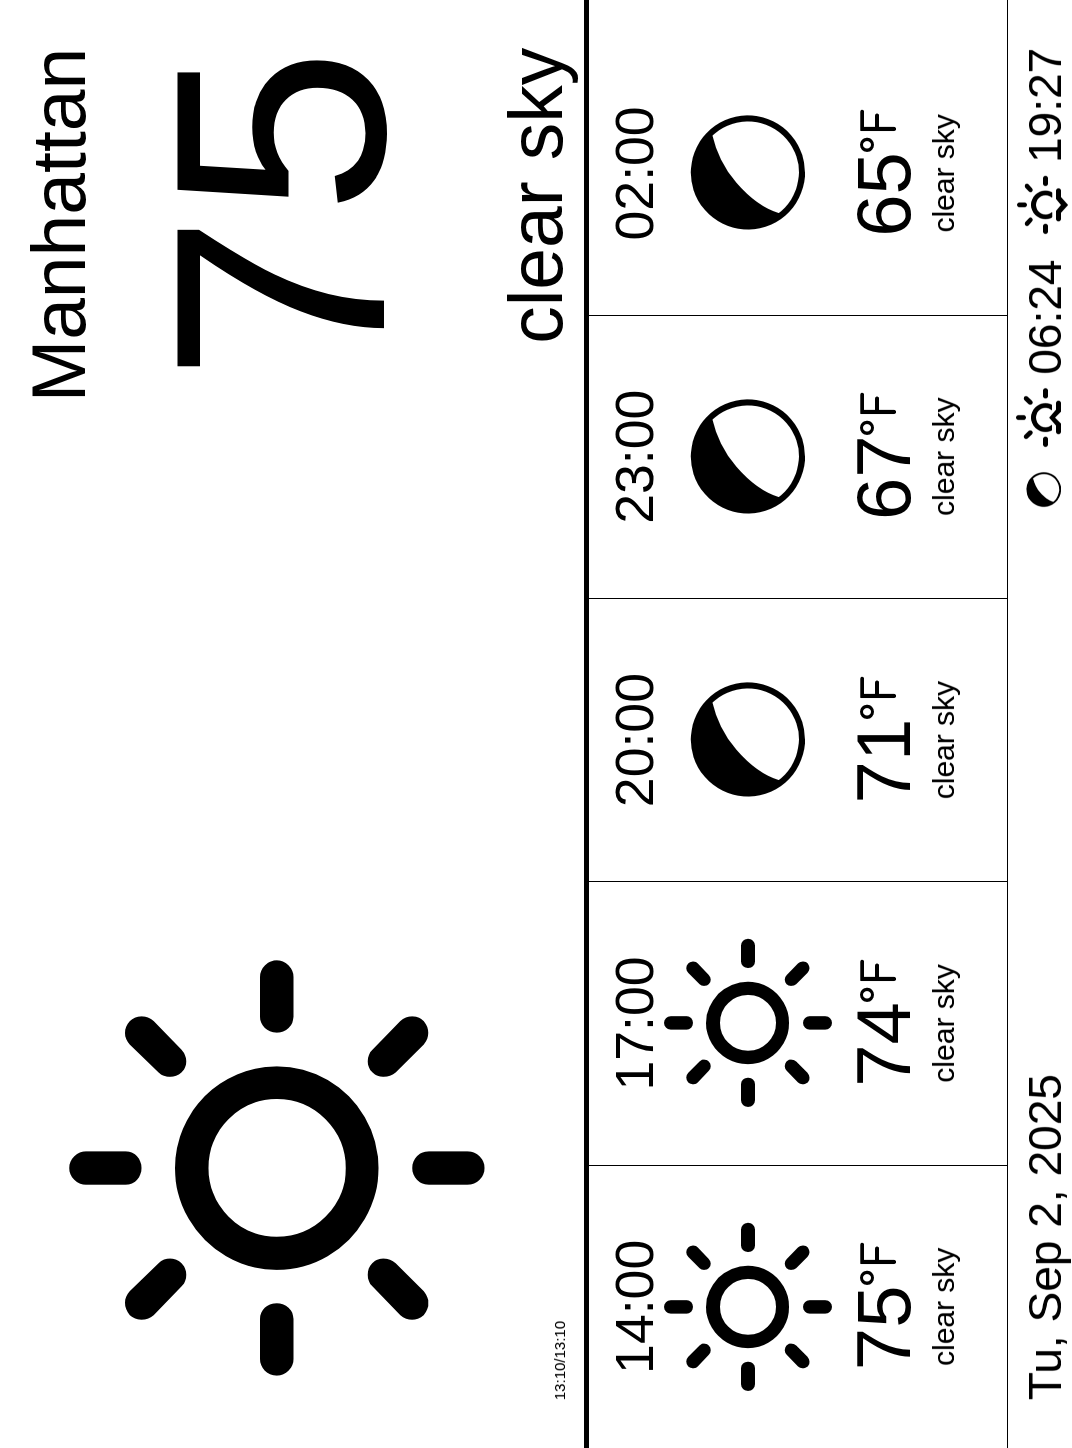 Manhattan
75
clear sky
13:10/13:10
14:00 17:00 20:00 23:00 02:00
75°F 74°F 71°F 67°F 65°F
clear sky clear sky clear sky clear sky clear sky
Tu, Sep 2, 2025 06:24 19:27